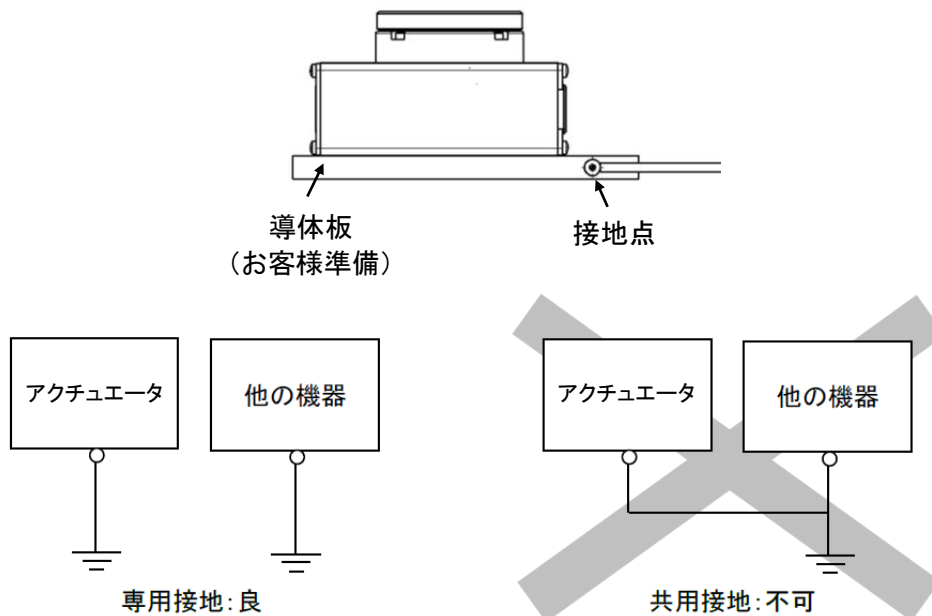 導体板
（お客様準備）
接地点
アクチュエータ
他の機器
アクチュエータ
他の機器
専用接地：良
共用接地：不可